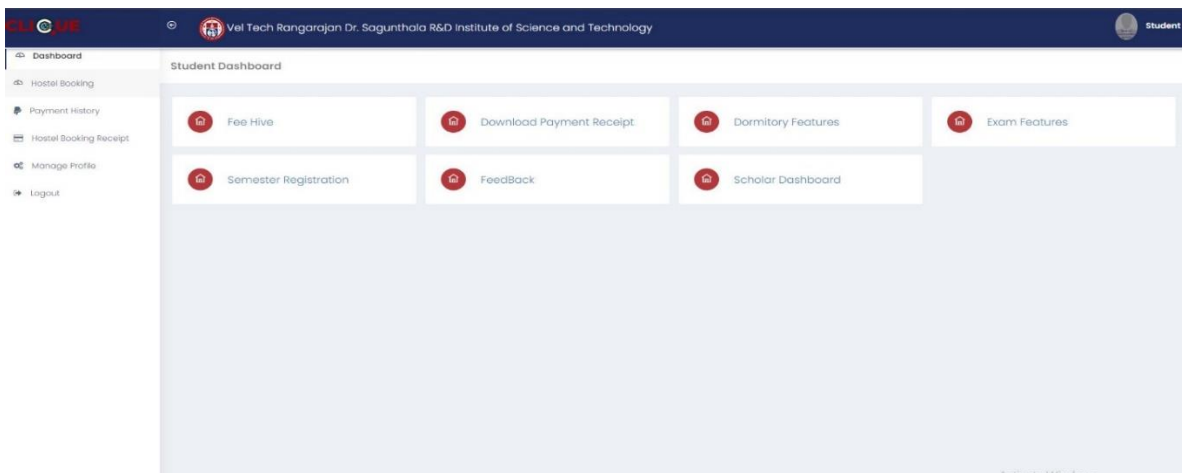 CLIQUE
Vel Tech Rangarajan Dr. Sagunthala R&D Institute of Science and Technology
Student
Dashboard
Hostel Booking
Payment History
Hostel Booking Receipt
Manage Profile
Logout
Student Dashboard
Fee Hive
Download Payment Receipt
Dormitory Features
Exam Features
Semester Registration
FeedBack
Scholar Dashboard